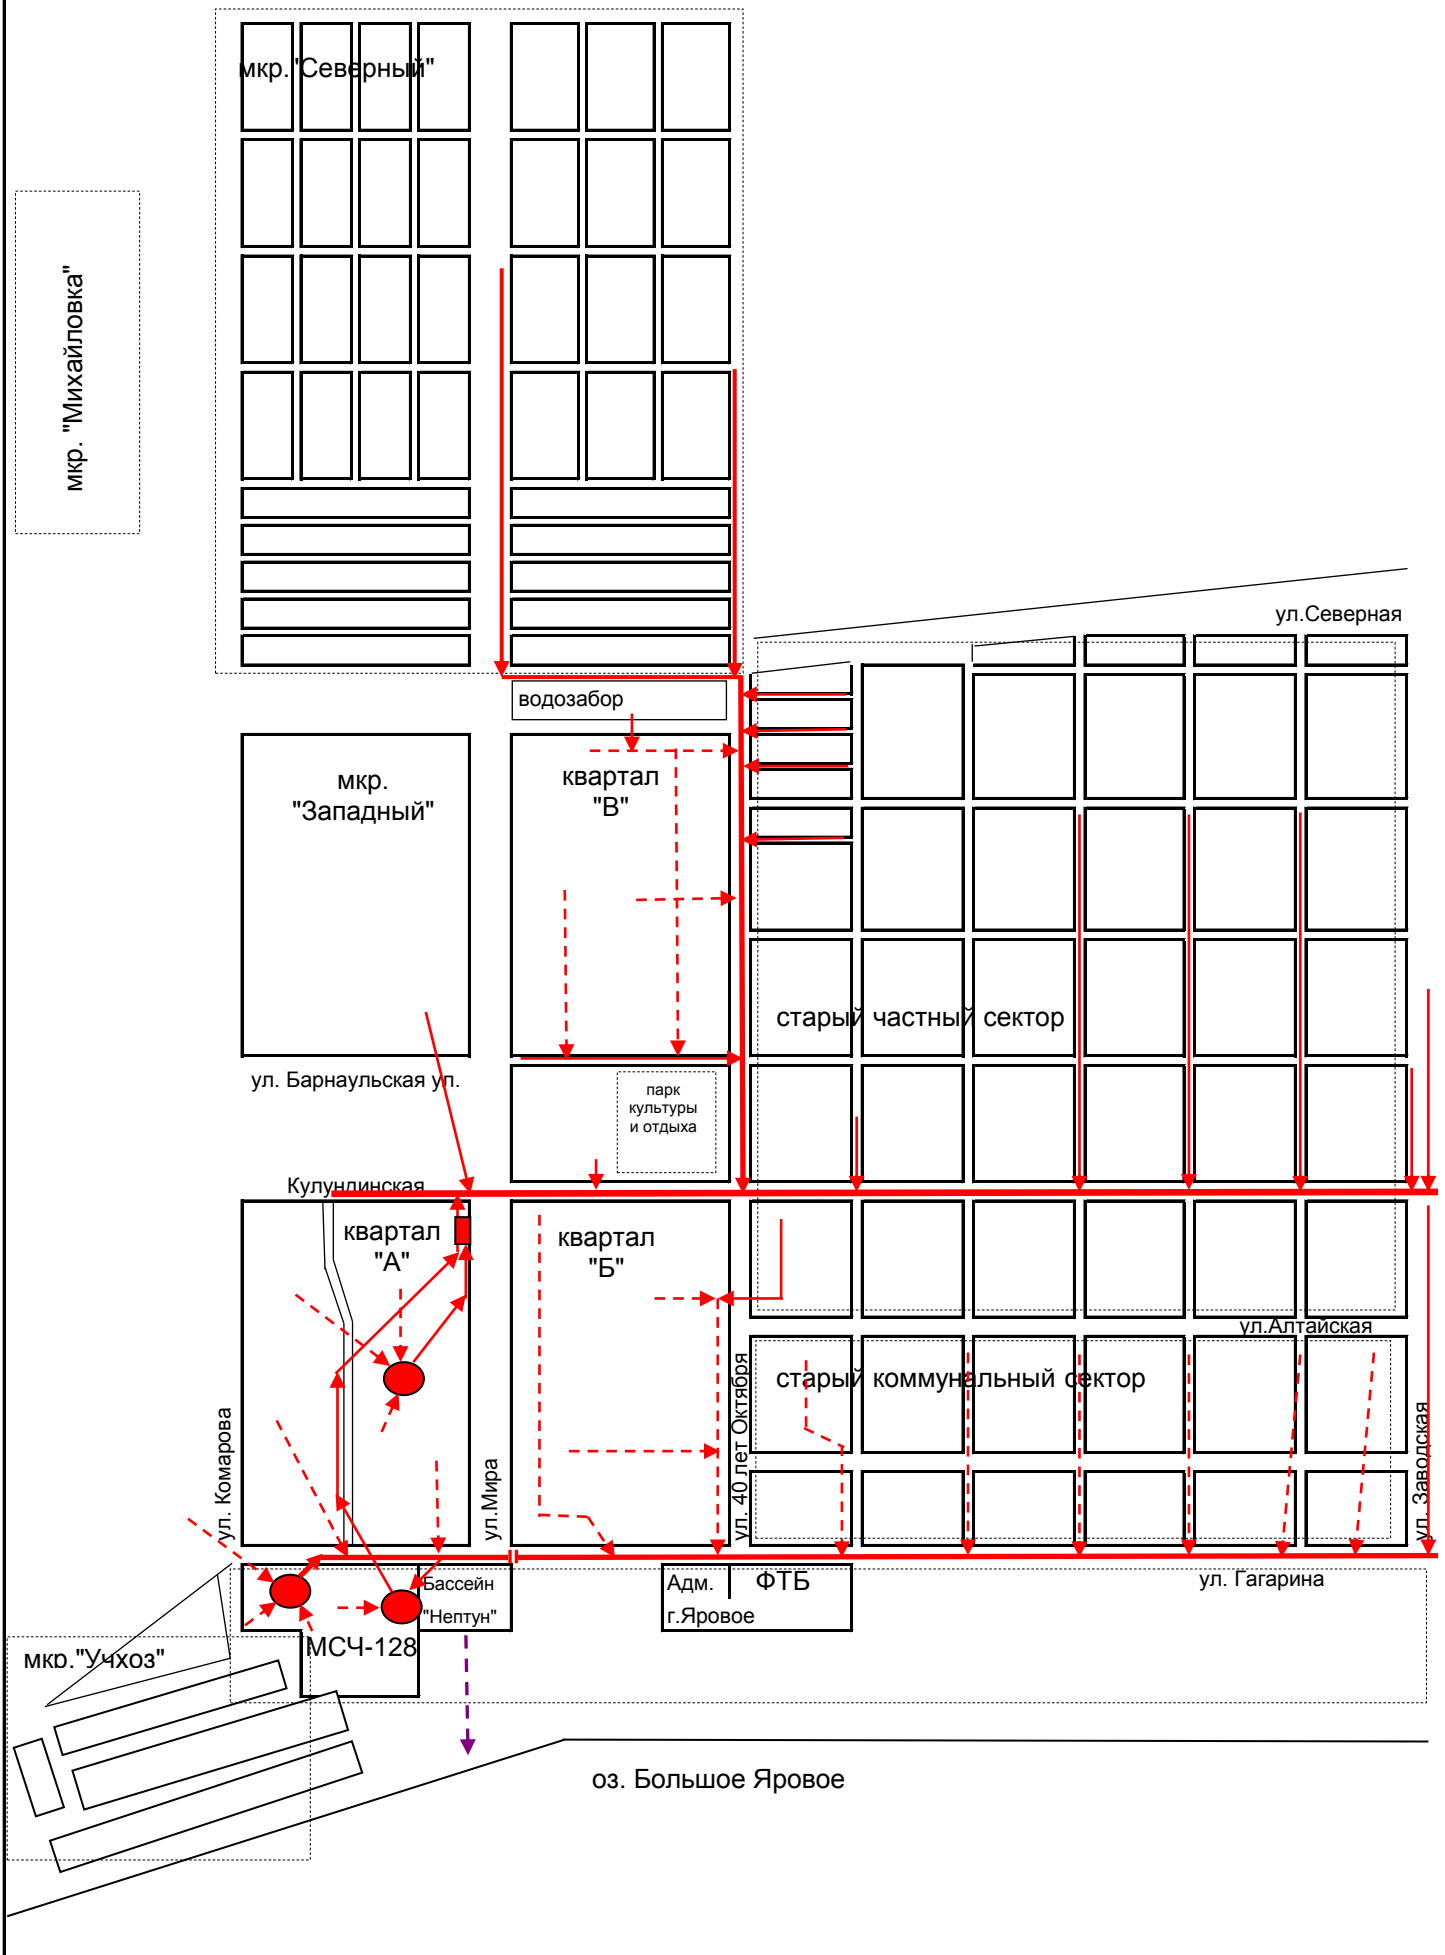 мкр."Северный"
мкр. "Михайловка"
ул.Северная
водозабор
мкр.
"Западный"
квартал
"В"
старый частный сектор
ул. Барнаульская ул.
парк
культуры
и отдыха
Кулундинская
квартал
"А"
квартал
"Б"
ул.Алтайская
старый коммунальный сектор
ул. Комарова
ул.Мира
ул. 40 лет Октября
ул. Заводская
Бассейн
"Нептун"
Адм.
г.Яровое
ФТБ
ул. Гагарина
МСЧ-128
мкр."Учхоз"
оз. Большое Яровое